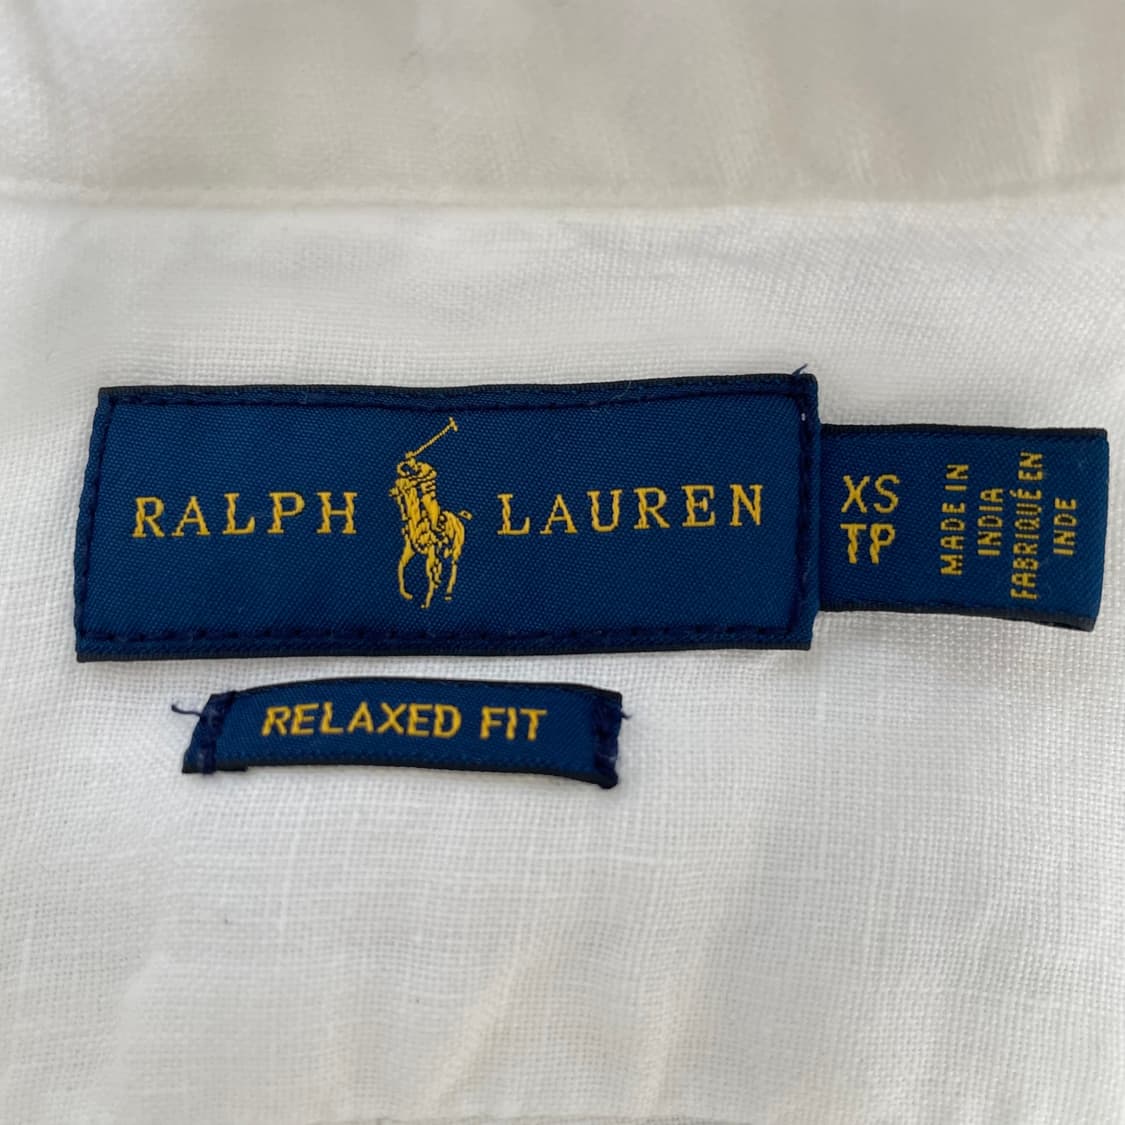 RALPH LAUREN
XS
TP
MADE IN
INDIA
FABRIQUÉ EN
INDE
RELAXED FIT